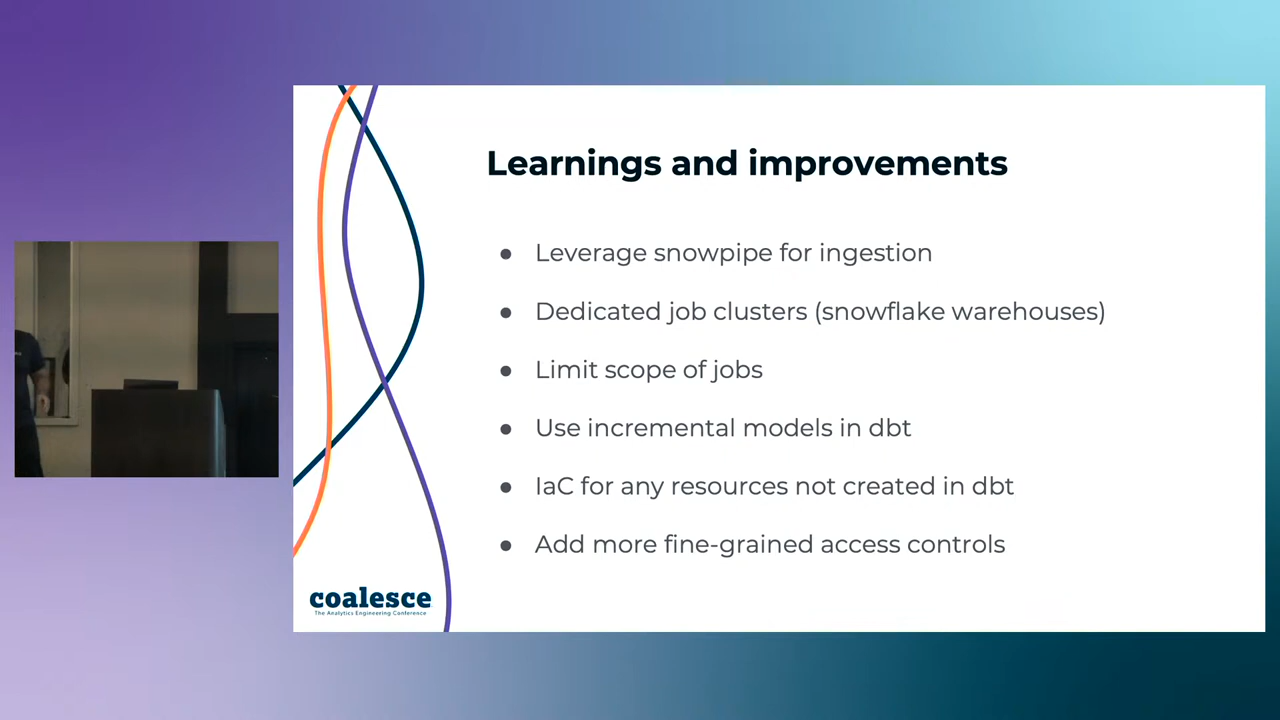 Learnings and improvements
● Leverage snowpipe for ingestion
● Dedicated job clusters (snowflake warehouses)
● Limit scope of jobs
● Use incremental models in dbt
● IaC for any resources not created in dbt
● Add more fine-grained access controls
coalesce
The Analytics Engineering Conference